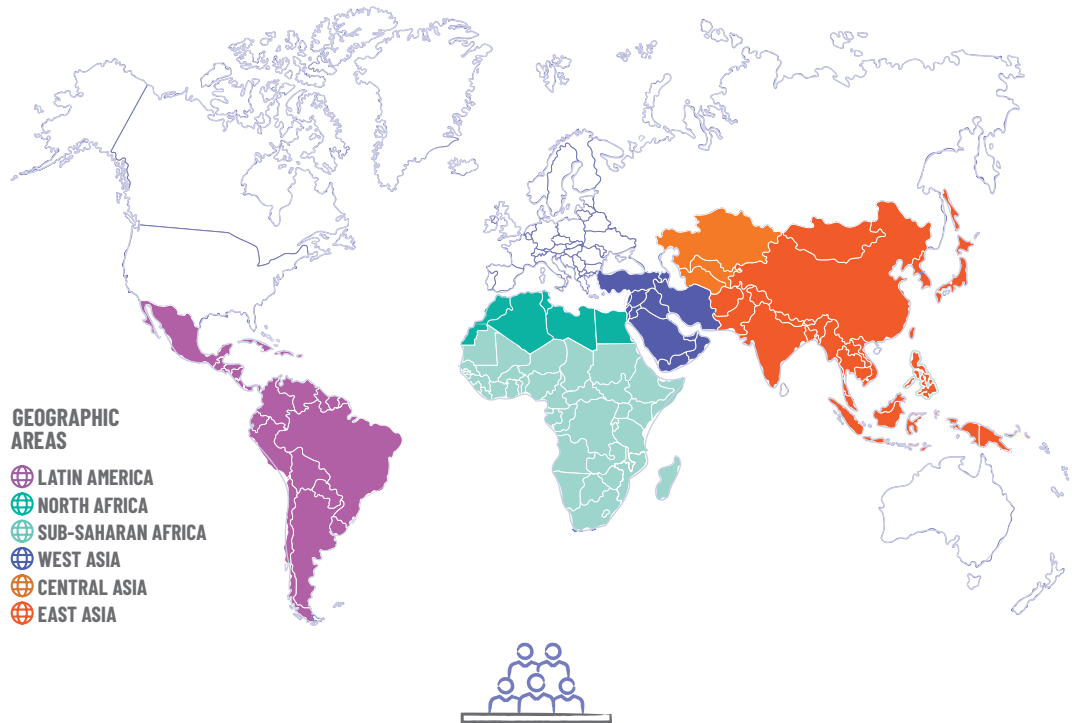 GEOGRAPHIC
AREAS
LATIN AMERICA
NORTH AFRICA
SUB-SAHARAN AFRICA
WEST ASIA
CENTRAL ASIA
EAST ASIA